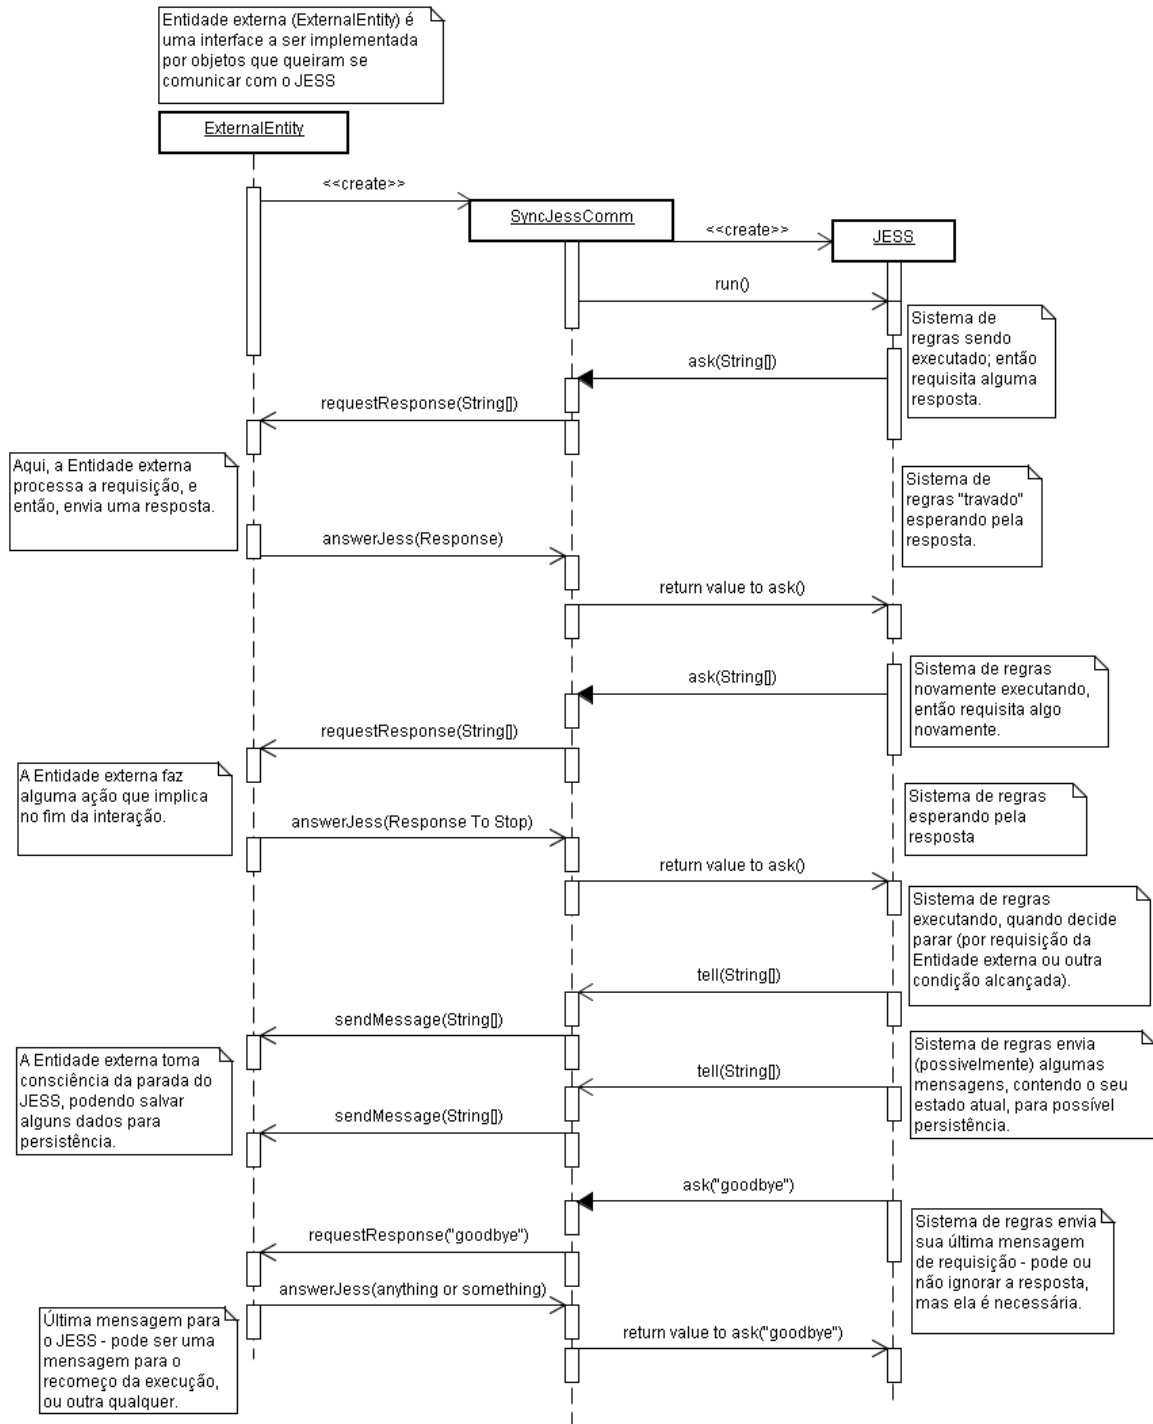 Entidade externa (ExternalEntity) é
uma interface a ser implementada
por objetos que queiram se
comunicar com o JESS
ExternalEntity
<<create>>
SyncJessComm
<<create>>
JESS
run()
Sistema de
regras sendo
executado; então
requisita alguma
resposta.
ask(String[])
requestResponse(String[])
Aqui, a Entidade externa
processa a requisição, e
então, envia uma resposta.
Sistema de
regras "travado"
esperando pela
resposta.
answerJess(Response)
return value to ask()
Sistema de regras
novamente executando,
então requisita algo
novamente.
ask(String[])
requestResponse(String[])
A Entidade externa faz
alguma ação que implica
no fim da interação.
Sistema de regras
esperando pela
resposta
answerJess(Response To Stop)
return value to ask()
Sistema de regras
executando, quando decide
parar (por requisição da
Entidade externa ou outra
condição alcançada).
tell(String[])
sendMessage(String[])
A Entidade externa toma
consciência da parada do
JESS, podendo salvar
alguns dados para
persistência.
Sistema de regras envia
(possivelmente) algumas
mensagens, contendo o seu
estado atual, para possível
persistência.
tell(String[])
sendMessage(String[])
ask("goodbye")
requestResponse("goodbye")
Sistema de regras envia
sua última mensagem
de requisição - pode ou
não ignorar a resposta,
mas ela é necessária.
answerJess(anything or something)
Última mensagem para
o JESS - pode ser uma
mensagem para o
recomeço da execução,
ou outra qualquer.
return value to ask("goodbye")